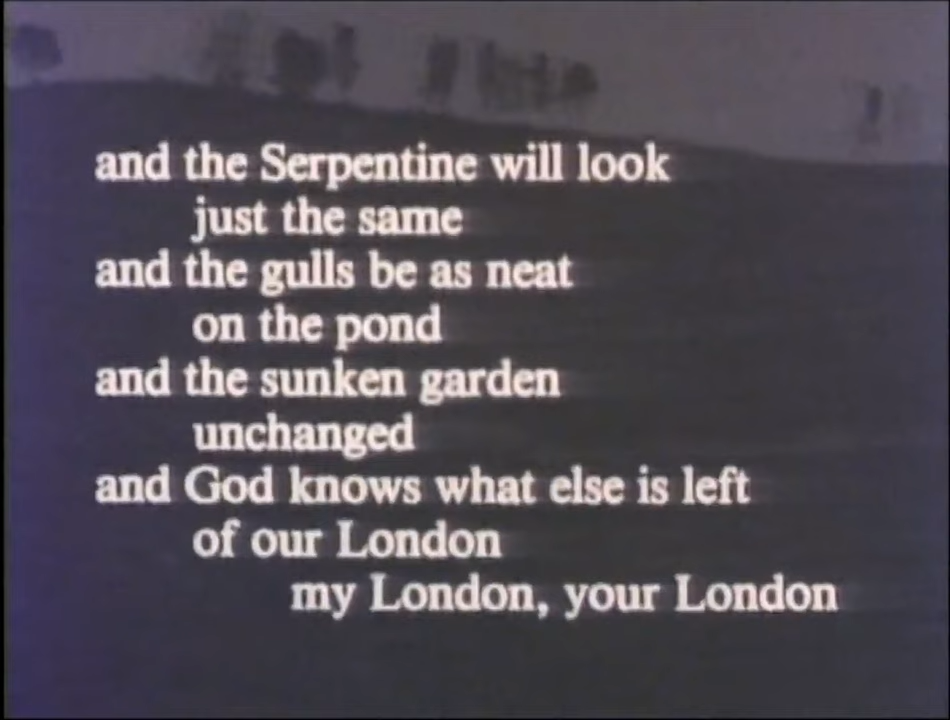 and the Serpentine will look
just the same
and the gulls be as neat
on the pond
and the sunken garden
unchanged
and God knows what else is left
of our London
my London, your London